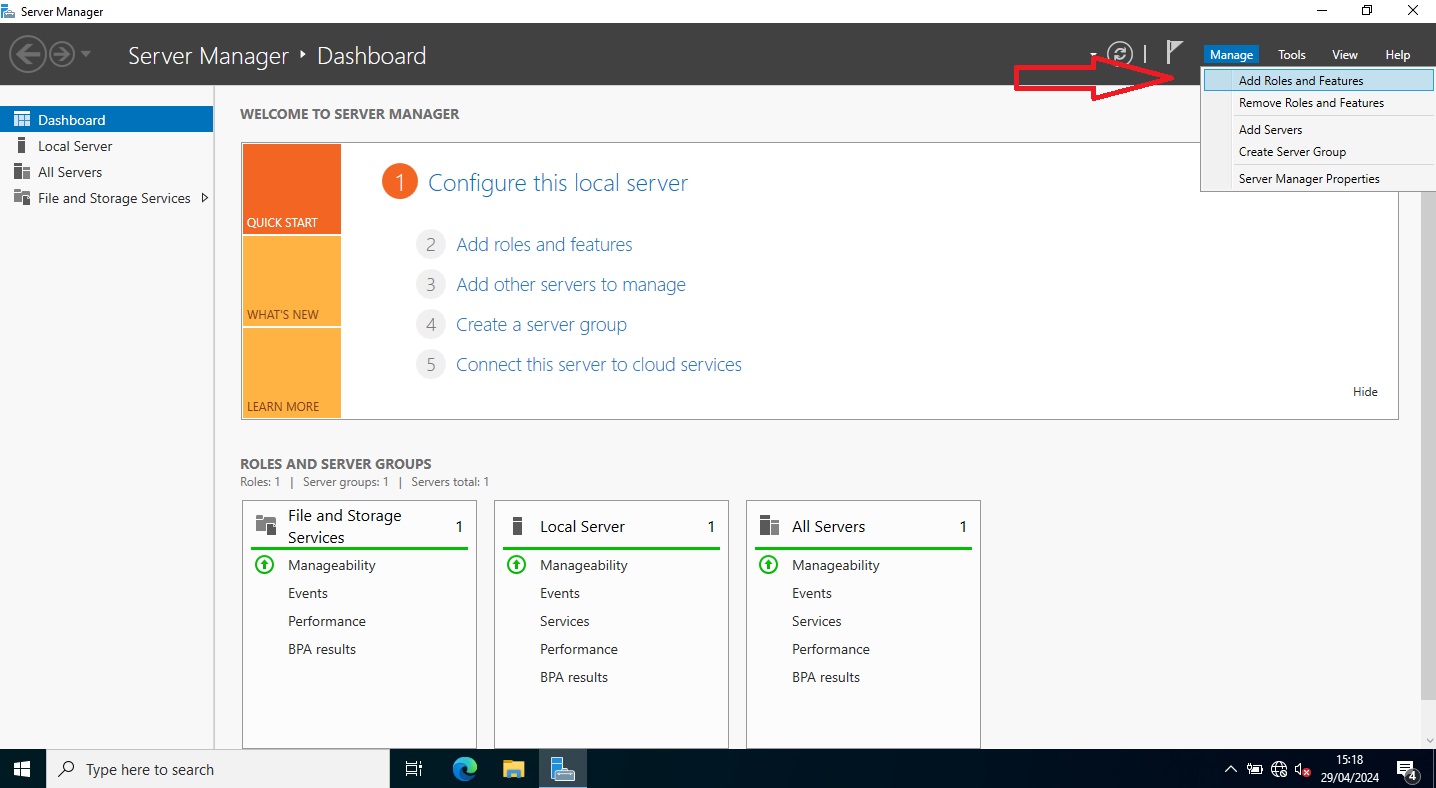 Server Manager
Server Manager ‣ Dashboard
Manage Tools View Help
Add Roles and Features
Remove Roles and Features
Add Servers
Create Server Group
Server Manager Properties
Dashboard
Local Server
All Servers
File and Storage Services
WELCOME TO SERVER MANAGER
QUICK START
WHAT'S NEW
LEARN MORE
1 Configure this local server
2 Add roles and features
3 Add other servers to manage
4 Create a server group
5 Connect this server to cloud services
Hide
ROLES AND SERVER GROUPS
Roles: 1 | Server groups: 1 | Servers total: 1
File and Storage
Services 1
Manageability
Events
Performance
BPA results
Local Server 1
Manageability
Events
Services
Performance
BPA results
All Servers 1
Manageability
Events
Services
Performance
BPA results
Type here to search
15:18
29/04/2024
4